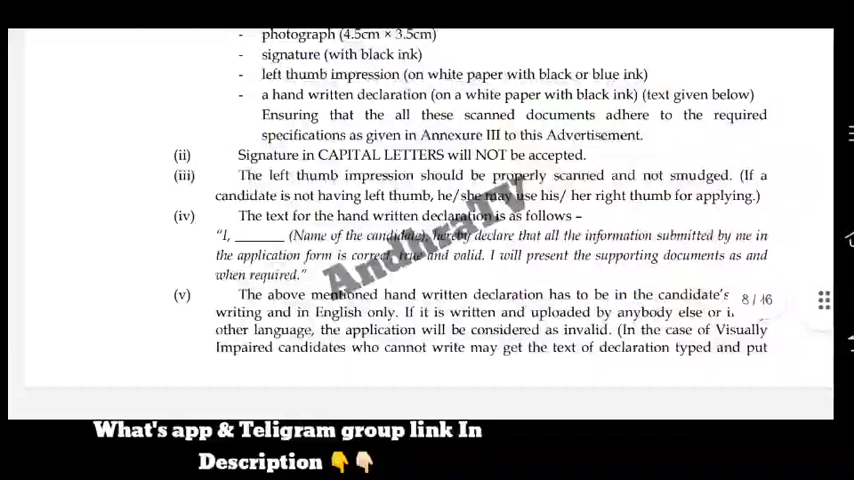 - photograph (4.5cm × 3.5cm)
- signature (with black ink)
- left thumb impression (on white paper with black or blue ink)
- a hand written declaration (on a white paper with black ink) (text given below)
Ensuring that the all these scanned documents adhere to the required
specifications as given in Annexure III to this Advertisement.
(ii) Signature in CAPITAL LETTERS will NOT be accepted.
(iii) The left thumb impression should be properly scanned and not smudged. (If a
candidate is not having left thumb, he/she may use his/ her right thumb for applying.)
(iv) The text for the hand written declaration is as follows –
“I, _______ (Name of the candidate), hereby declare that all the information submitted by me in
the application form is correct, true and valid. I will present the supporting documents as and
when required.”
(v) The above mentioned hand written declaration has to be in the candidate’s
writing and in English only. If it is written and uploaded by anybody else or
other language, the application will be considered as invalid. (In the case of Visually
Impaired candidates who cannot write may get the text of declaration typed and put
8/16
AndhraTV
What's app & Teligram group link In
Description 👇👇🏻